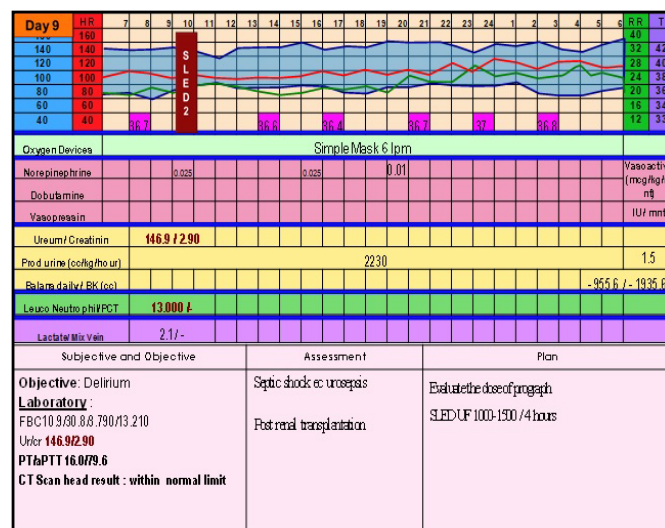 Day 9 HR 7 8 9 10 11 12 13 14 15 16 17 18 19 20 21 22 23 24 1 2 3 4 5 6 RR T
160 160 40
140 140 32 42
120 120 28 40
100 100 24 38
80 80 20 36
60 60 16 34
40 40 12 33
SLED2
36.7 36.6 36.4 36.7 37 36.8
Oxygen Devices Simple Mask 6 lpm
Norepinephrine 0.025 0.025 0.01 Vasoactive
Dobutamine (mcg/kg/
Vasopressin IU/ mnt
Ureum/ Creatinin 146.9 / 2.90
Prod urine (cc/kg/hour) 2230 1.5
Balans daily/ BK (cc) - 955.6 / - 1935.6
Leuco Neutrophil/PCT 13.000 /-
Lactate/Mix Vein 2.1 / -
Subjective and Objective Assessment Plan
Objective: Delirium
Laboratory :
FBC10.9/30.8/8.790/13.210
Ur/cr 146.9/2.90
PT/aPTT 16.0/79.6
CT Scan head result : within normal limit
Septic shock ec urosepsis
Post renal transplantation
Evaluate the dose of prograph
SLED UF 1000-1500 / 4 hours